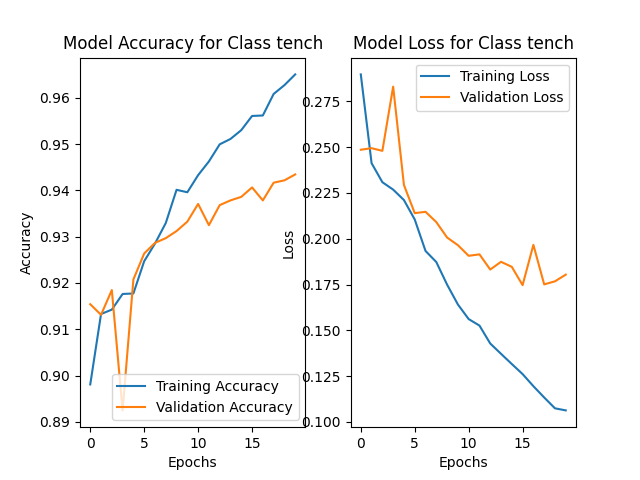 Model Accuracy for Class tench
0.96
0.95
0.94
0.93
0.92
0.91
0.90
0.89
Accuracy
0
5
10
15
Epochs
Training Accuracy
Validation Accuracy
Model Loss for Class tench
0.275
0.250
0.225
0.200
0.175
0.150
0.125
0.100
Loss
0
5
10
15
Epochs
Training Loss
Validation Loss